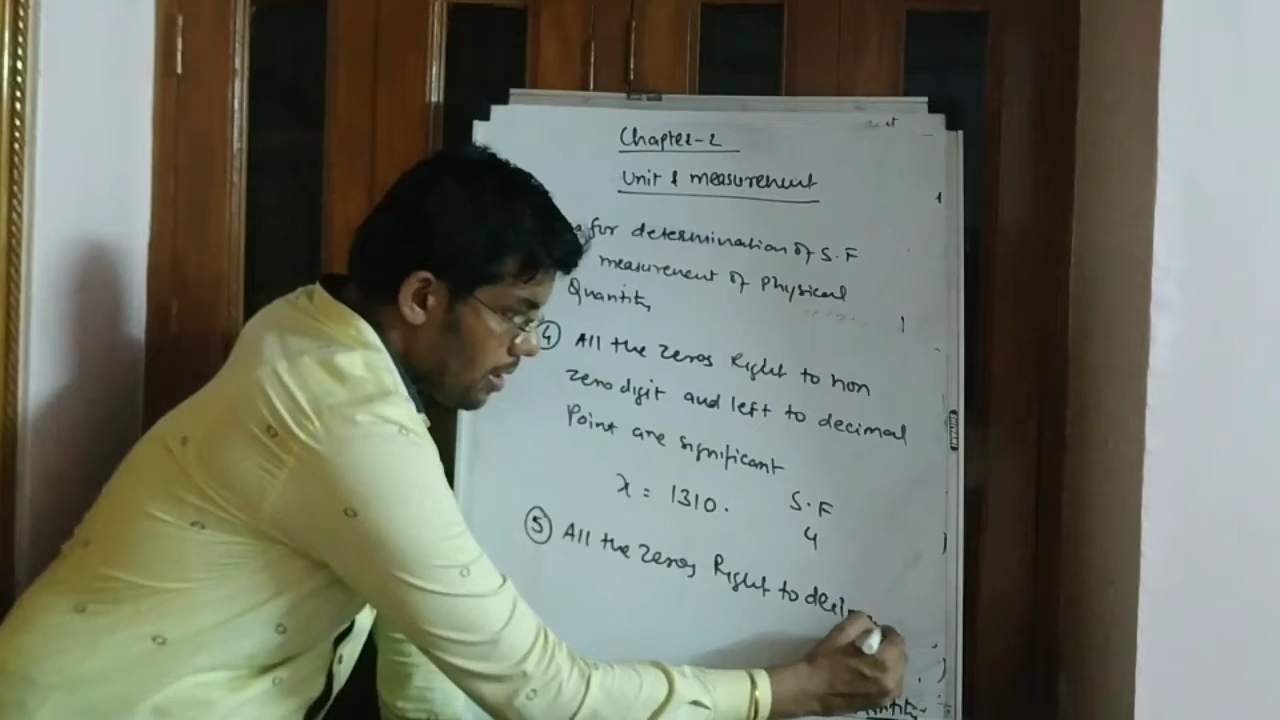 Chapter-2
Unit & measurement
for determination of S.F
measurement of Physical
Quantity
④ All the zeros Right to non
zero digit and left to decimal
Point are significant
x = 1310. S.F
4
⑤ All the zeros Right to deci